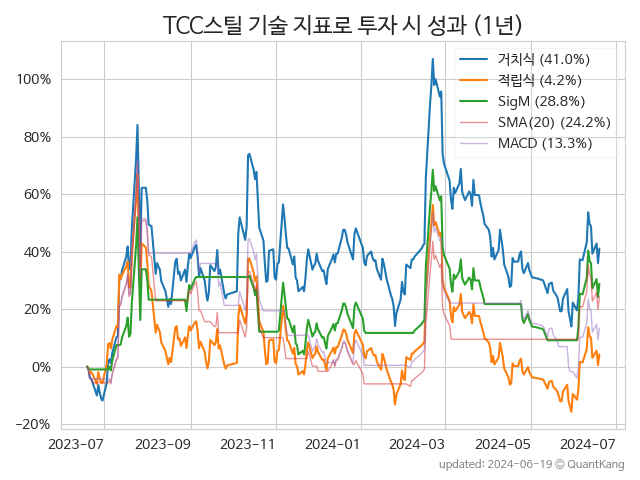 TCC스틸 기술 지표로 투자 시 성과 (1년)
거치식 (41.0%)
적립식 (4.2%)
SigM (28.8%)
SMA(20) (24.2%)
MACD (13.3%)
100%
80%
60%
40%
20%
0%
−20%
2023-07 2023-09 2023-11 2024-01 2024-03 2024-05 2024-07
updated: 2024-06-19 © QuantKang